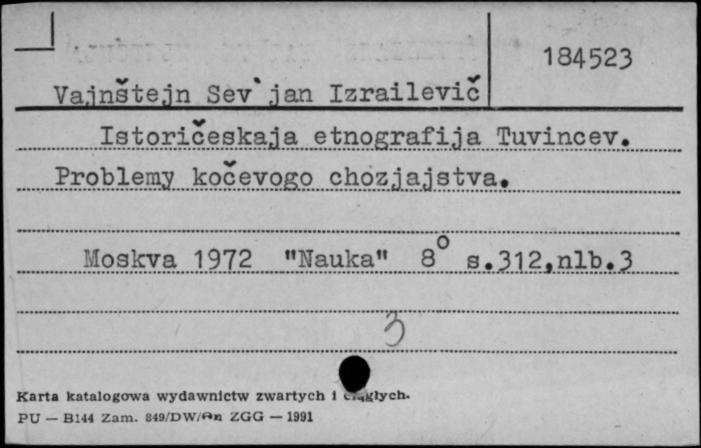 184523
Vajnštejn Sev`jan Izrailevič
Istoričeskaja etnografija Tuvincev.
Problemy kočevogo chozjajstva.
Moskva 1972 "Nauka" 8° s.312,nlb.3
3
Karta katalogowa wydawnictw zwartych i ciągłych.
PU — B144 Zam. 849/DW/ ZGG — 1991